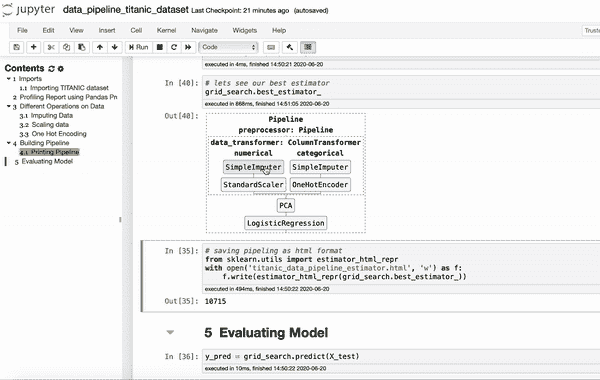 jupyter data_pipeline_titanic_dataset Last Checkpoint: 21 minutes ago (autosaved)
File Edit View Insert Cell Kernel Navigate Widgets Help
Run Code
Contents
1 Imports
1.1 Importing TITANIC dataset
2 Profiling Report using Pandas Pr
3 Different Operations on Data
3.1 Imputing Data
3.2 Scaling data
3.3 One Hot Encoding
4 Building Pipeline
4.1 Printing Pipeline
5 Evaluating Model
executed in 4ms, finished 14:50:21 2020-06-20
In [40]: # lets see our best estimator
grid_search.best_estimator_
executed in 868ms, finished 14:51:05 2020-06-20
Out[40]:
Pipeline
preprocessor: Pipeline
data_transformer: ColumnTransformer
numerical categorical
SimpleImputer SimpleImputer
StandardScaler OneHotEncoder
PCA
LogisticRegression
In [35]: # saving pipeling as html format
from sklearn.utils import estimator_html_repr
with open('titanic_data_pipeline_estimator.html', 'w') as f:
f.write(estimator_html_repr(grid_search.best_estimator_))
executed in 494ms, finished 14:50:22 2020-06-20
Out[35]: 10715
5 Evaluating Model
In [36]: y_pred = grid_search.predict(X_test)
executed in 10ms, finished 14:50:22 2020-06-20